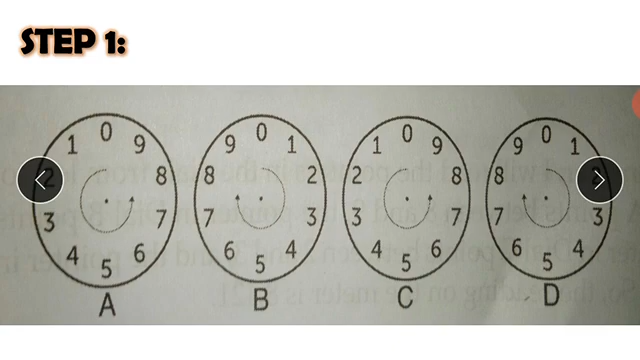 STEP 1:
0 0 0 0
1 9 9 1 1 9 9 1
2 8 8 2 2 8 8
3 7 7 3 3 7 7 3
4 6 6 4 4 6 6 4
5 5 5 5
A B C D